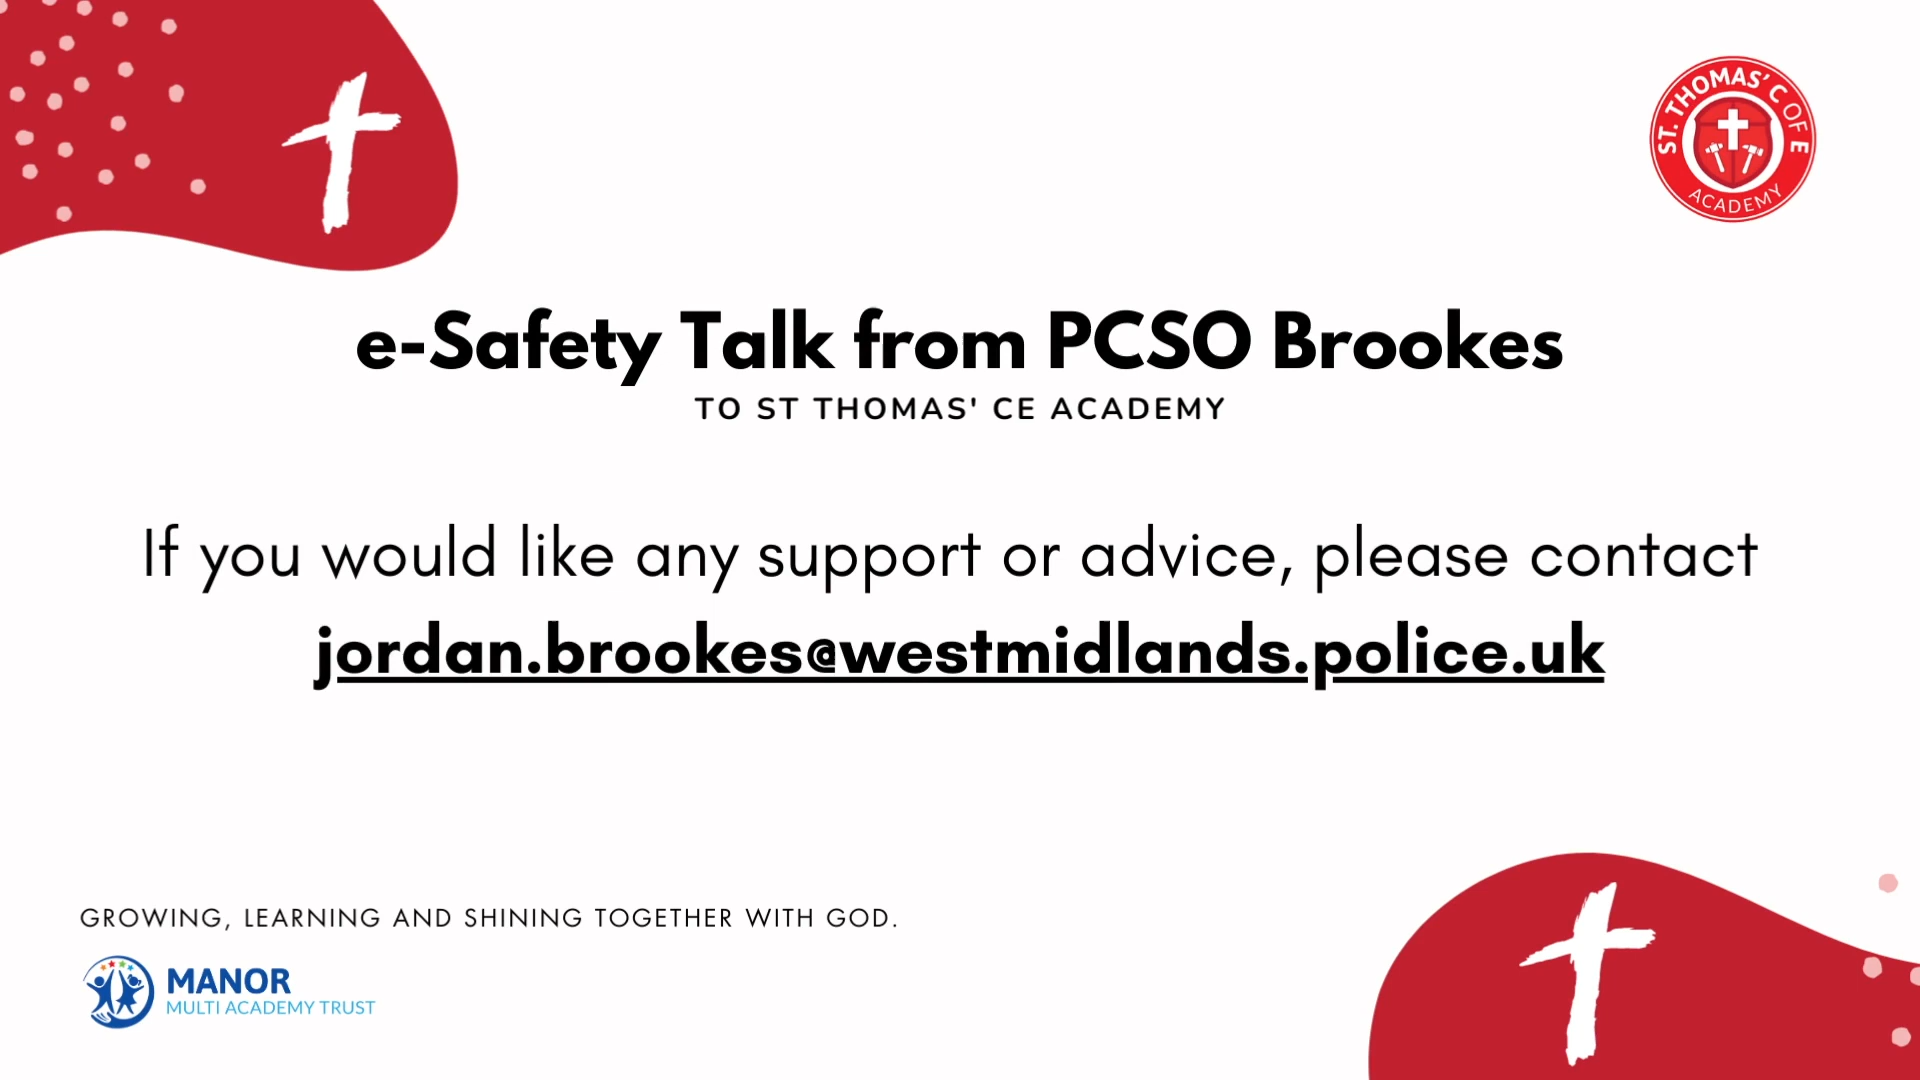 ST. THOMAS' C OF E
ACADEMY
e-Safety Talk from PCSO Brookes
TO ST THOMAS' CE ACADEMY
If you would like any support or advice, please contact
jordan.brookes@westmidlands.police.uk
GROWING, LEARNING AND SHINING TOGETHER WITH GOD.
MANOR
MULTI ACADEMY TRUST